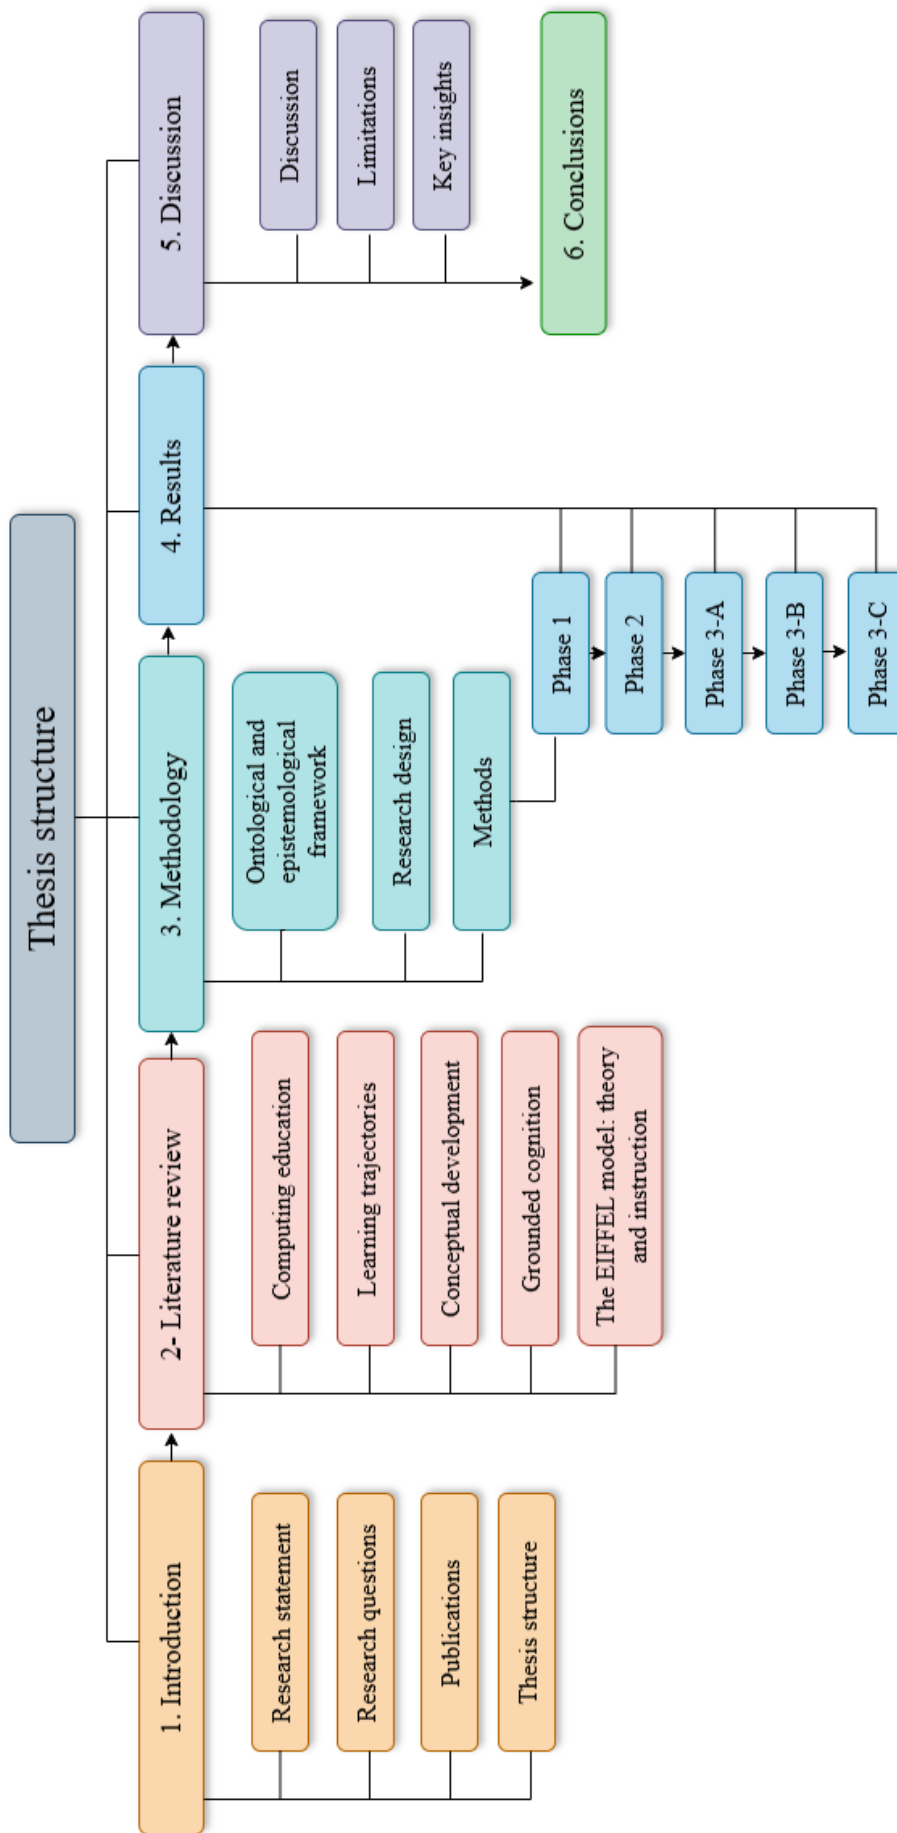 Thesis structure
1. Introduction
Research statement
Research questions
Publications
Thesis structure
2- Literature review
Computing education
Learning trajectories
Conceptual development
Grounded cognition
The EIFFEL model: theory
and instruction
3. Methodology
Ontological and
epistemological
framework
Research design
Methods
4. Results
Phase 1
Phase 2
Phase 3-A
Phase 3-B
Phase 3-C
5. Discussion
Discussion
Limitations
Key insights
6. Conclusions